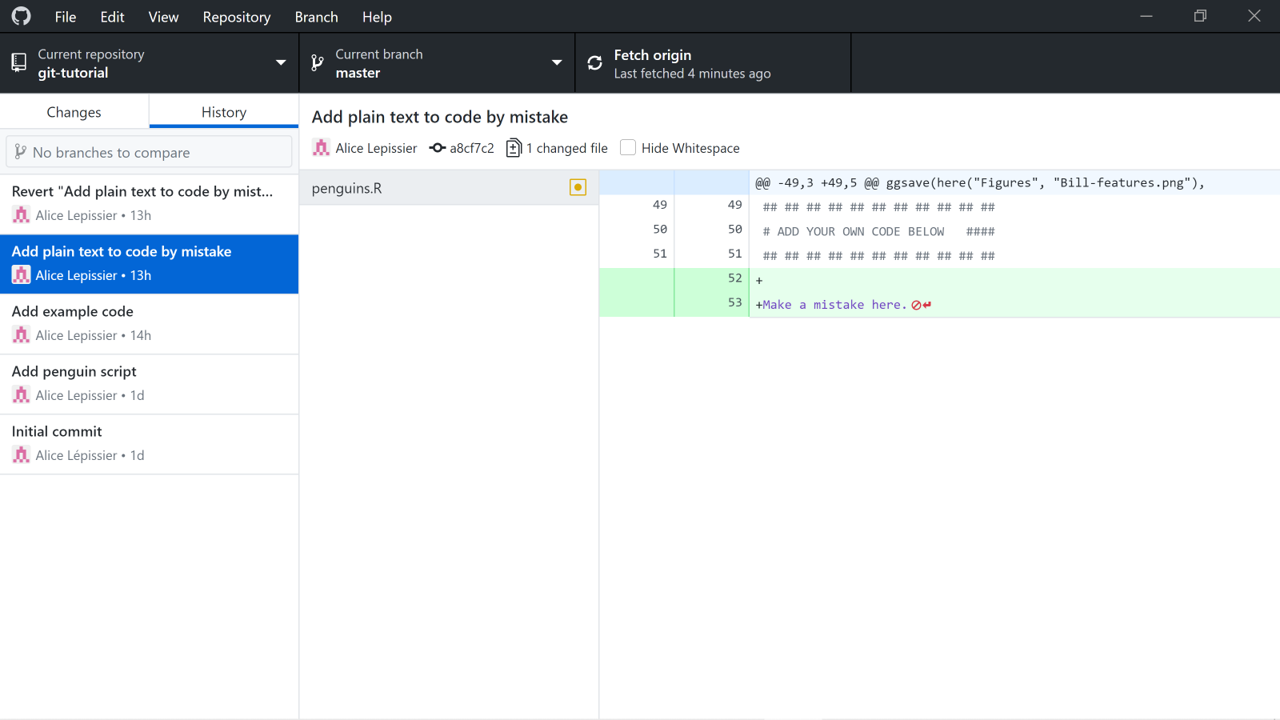 File Edit View Repository Branch Help
Current repository
git-tutorial
Current branch
master
Fetch origin
Last fetched 4 minutes ago
Changes
History
No branches to compare
Revert "Add plain text to code by mist...
Alice Lepissier • 13h
Add plain text to code by mistake
Alice Lepissier • 13h
Add example code
Alice Lepissier • 14h
Add penguin script
Alice Lepissier • 1d
Initial commit
Alice Lépissier • 1d
Add plain text to code by mistake
Alice Lepissier a8cf7c2 1 changed file Hide Whitespace
penguins.R
@@ -49,3 +49,5 @@ ggsave(here("Figures", "Bill-features.png"),
49 49 ## ## ## ## ## ## ## ## ## ## ##
50 50 # ADD YOUR OWN CODE BELOW   ####
51 51 ## ## ## ## ## ## ## ## ## ## ##
52 +
53 +Make a mistake here.